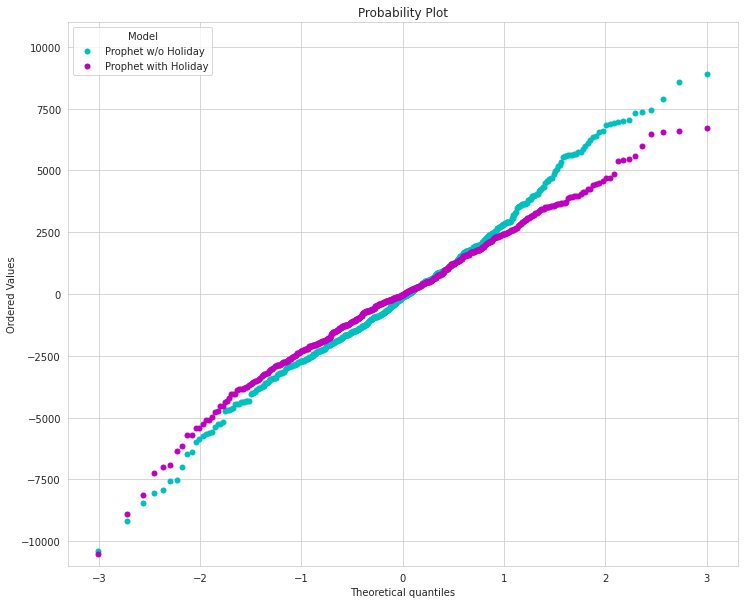 Probability Plot
Model
Prophet w/o Holiday
Prophet with Holiday
10000
7500
5000
2500
0
−2500
−5000
−7500
−10000
Ordered Values
−3 −2 −1 0 1 2 3
Theoretical quantiles